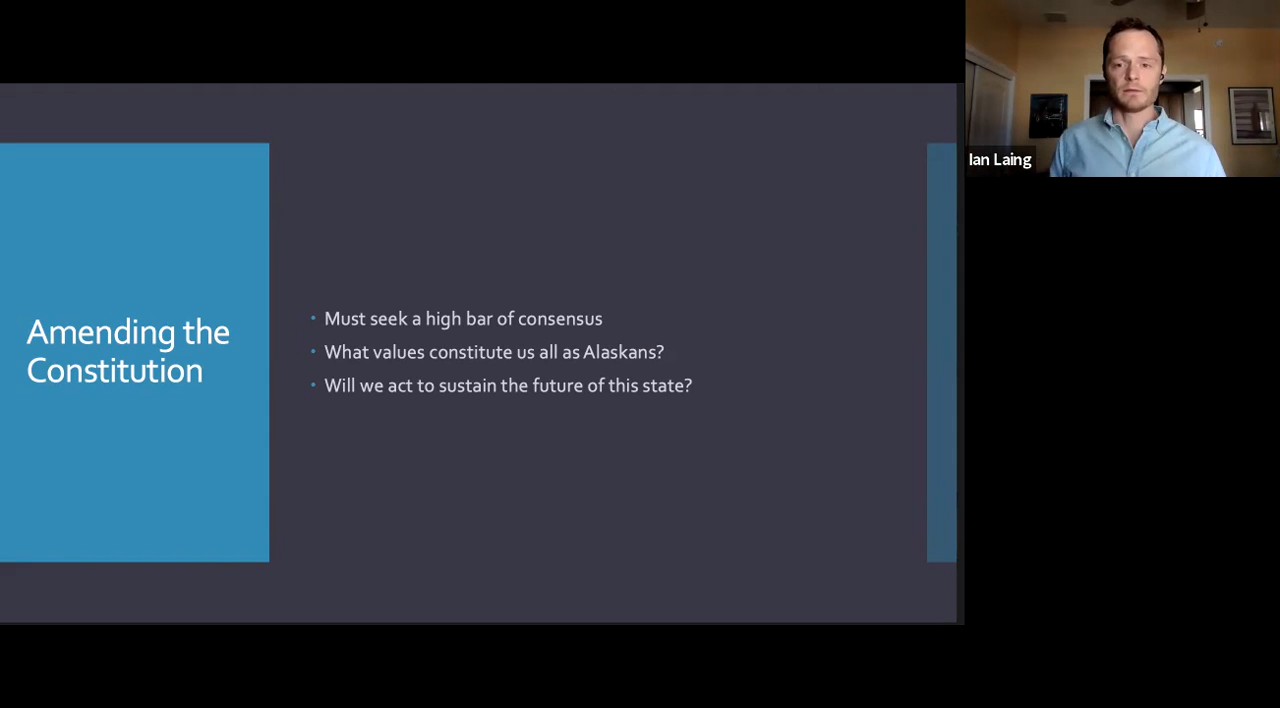 Amending the
Constitution
• Must seek a high bar of consensus
• What values constitute us all as Alaskans?
• Will we act to sustain the future of this state?
Ian Laing